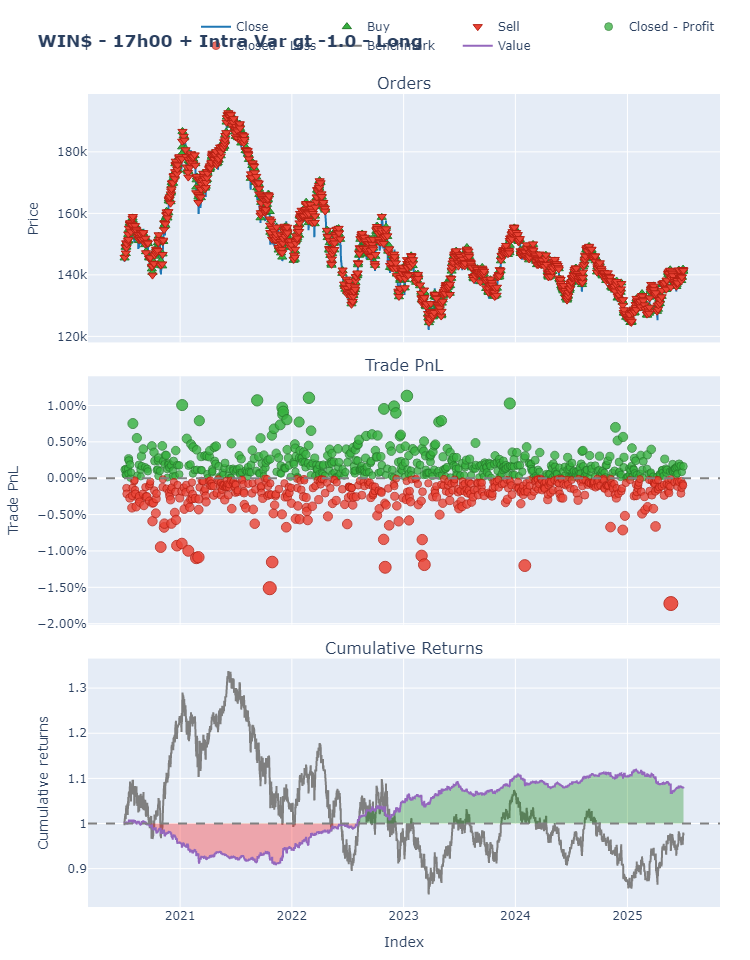 Close Buy Sell Closed - Profit
WIN$ - 17h00 + Intra Var gt -1.0 - Long
Closed - Loss Benchmark Value
Orders
180k
160k
140k
120k
Price
Trade PnL
1.00%
0.50%
0.00%
−0.50%
−1.00%
−1.50%
−2.00%
Trade PnL
Cumulative Returns
1.3
1.2
1.1
1
0.9
Cumulative returns
2021 2022 2023 2024 2025
Index